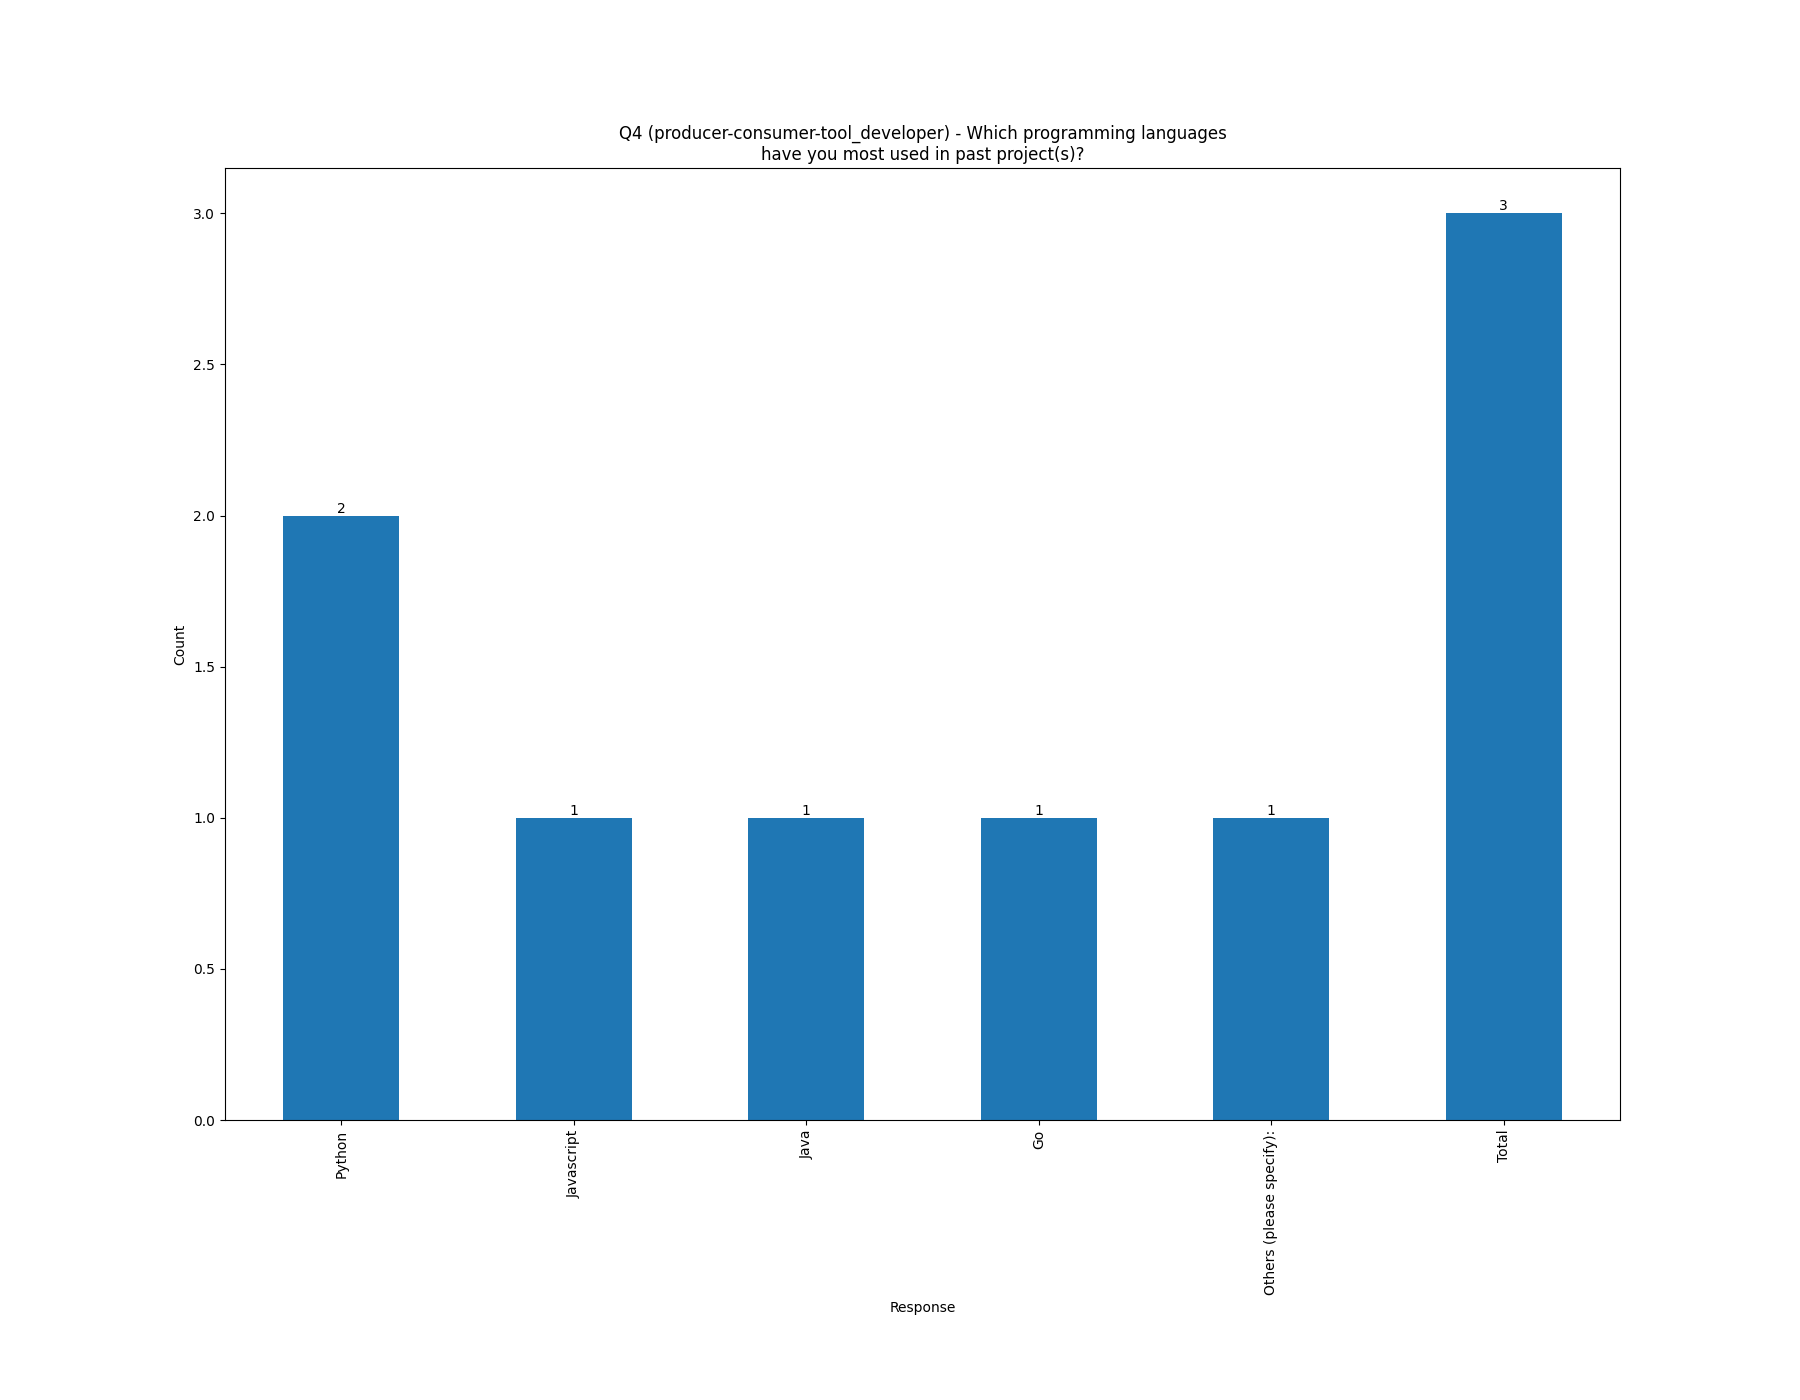 Q4 (producer-consumer-tool_developer) - Which programming languages
have you most used in past project(s)?
3.0
2.5
2.0
1.5
1.0
0.5
0.0
Count
2
1
1
1
1
3
Python
Javascript
Java
Go
Others (please specify):
Total
Response